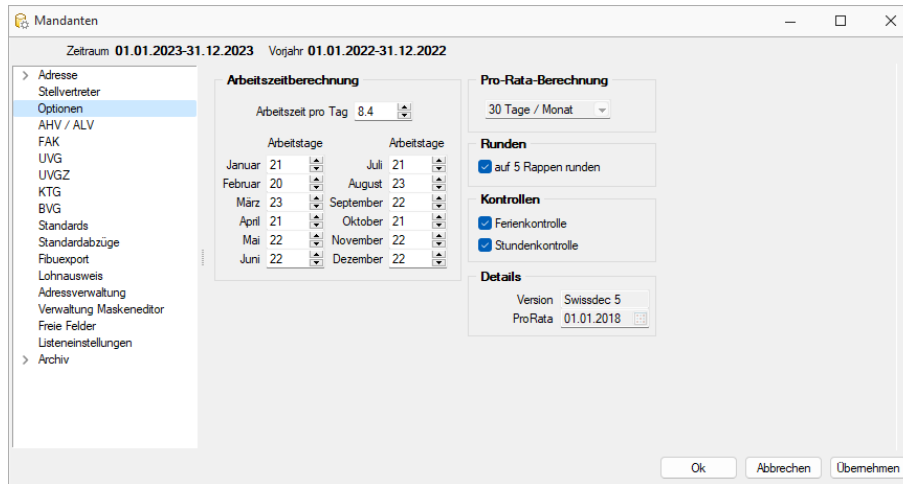 Mandanten
Zeitraum 01.01.2023-31.12.2023 Vorjahr 01.01.2022-31.12.2022
Adresse
Stellvertreter
Optionen
AHV / ALV
FAK
UVG
UVGZ
KTG
BVG
Standards
Standardabzüge
Fibuexport
Lohnausweis
Adressverwaltung
Verwaltung Maskeneditor
Freie Felder
Listeneinstellungen
Archiv
Arbeitszeitberechnung
Arbeitszeit pro Tag 8.4
Arbeitstage Arbeitstage
Januar 21 Juli 21
Februar 20 August 23
März 23 September 22
April 21 Oktober 21
Mai 22 November 22
Juni 22 Dezember 22
Pro-Rata-Berechnung
30 Tage / Monat
Runden
auf 5 Rappen runden
Kontrollen
Ferienkontrolle
Stundenkontrolle
Details
Version Swissdec 5
ProRata 01.01.2018
Ok Abbrechen Übernehmen